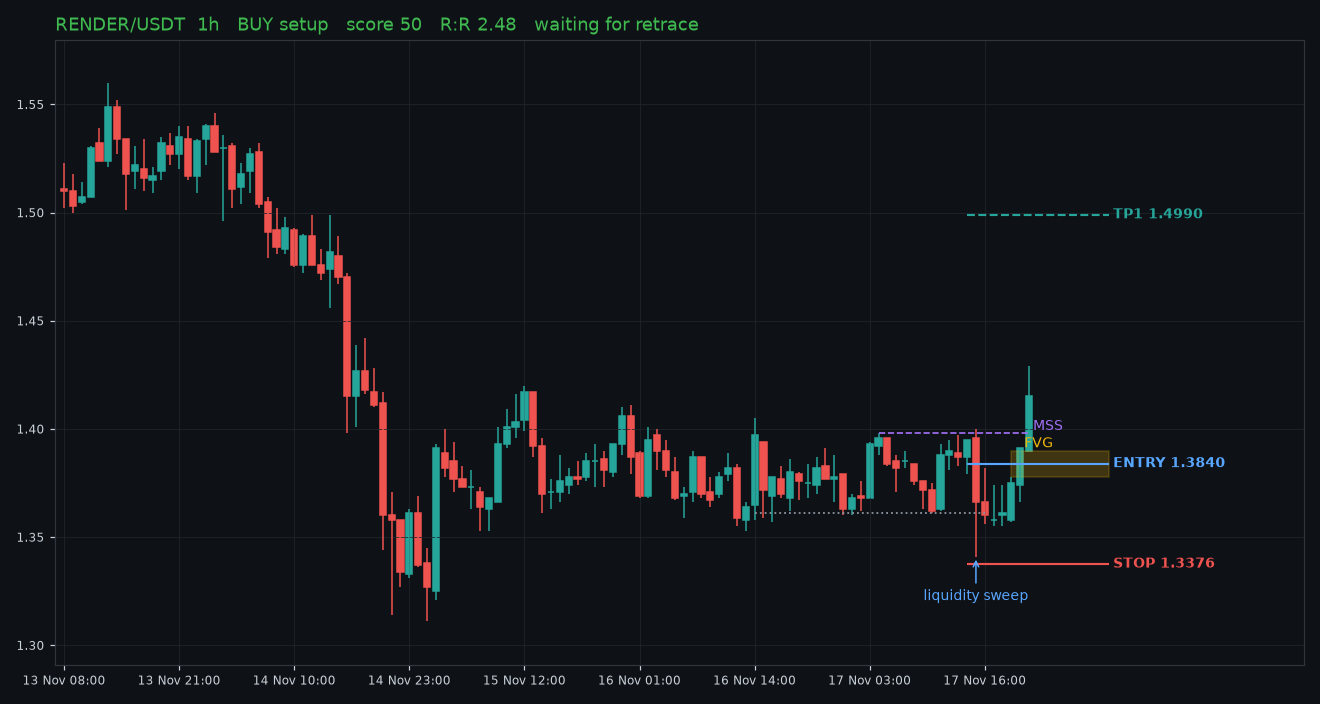 RENDER/USDT 1h BUY setup score 50 R:R 2.48 waiting for retrace
1.55
1.50
TP1 1.4990
1.45
1.40
MSS
FVG
ENTRY 1.3840
1.35
STOP 1.3376
liquidity sweep
1.30
13 Nov 08:00 13 Nov 21:00 14 Nov 10:00 14 Nov 23:00 15 Nov 12:00 16 Nov 01:00 16 Nov 14:00 17 Nov 03:00 17 Nov 16:00